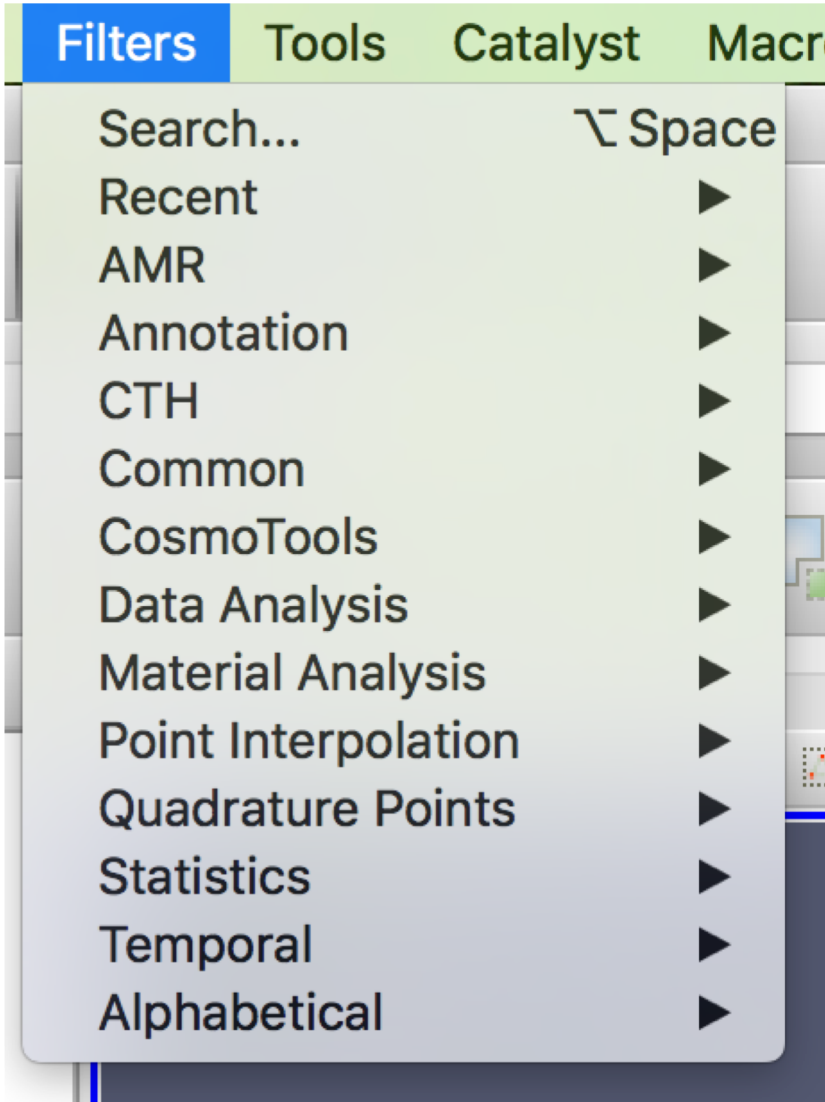 Filters Tools Catalyst
Search... ⌥ Space
Recent
AMR
Annotation
CTH
Common
CosmoTools
Data Analysis
Material Analysis
Point Interpolation
Quadrature Points
Statistics
Temporal
Alphabetical